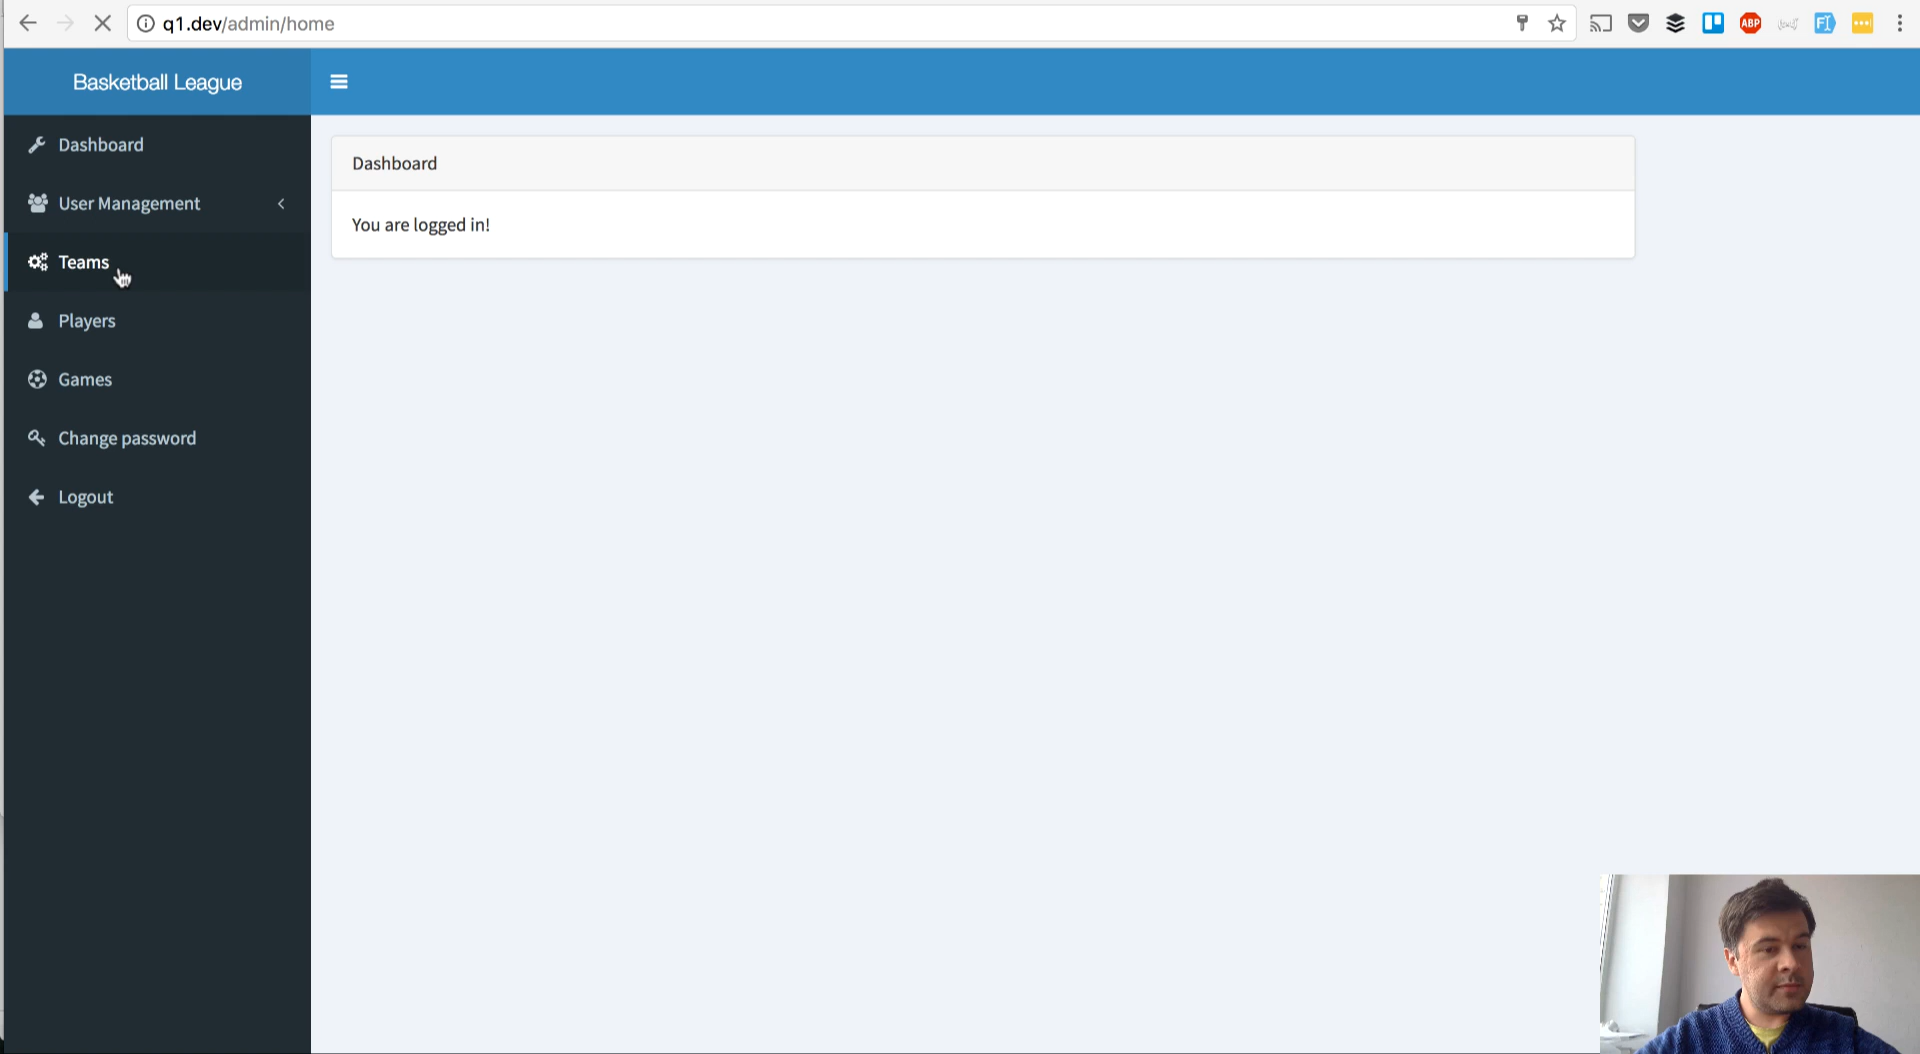 q1.dev/admin/home
ABP
Basketball League
Dashboard
User Management
Teams
Players
Games
Change password
Logout
Dashboard
You are logged in!